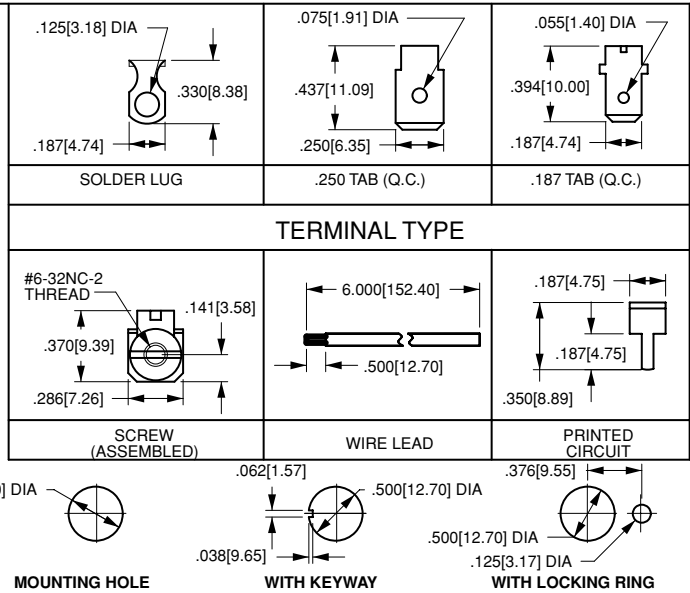 .125[3.18] DIA
.330[8.38]
.187[4.74]
SOLDER LUG
.075[1.91] DIA
.437[11.09]
.250[6.35]
.250 TAB (Q.C.)
.055[1.40] DIA
.394[10.00]
.187[4.74]
.187 TAB (Q.C.)
TERMINAL TYPE
#6-32NC-2
THREAD
.141[3.58]
.370[9.39]
.286[7.26]
SCREW
(ASSEMBLED)
6.000[152.40]
.500[12.70]
WIRE LEAD
.187[4.75]
.187[4.75]
.350[8.89]
PRINTED
CIRCUIT
] DIA
MOUNTING HOLE
.062[1.57]
.500[12.70] DIA
.038[9.65]
WITH KEYWAY
.376[9.55]
.500[12.70] DIA
.125[3.17] DIA
WITH LOCKING RING